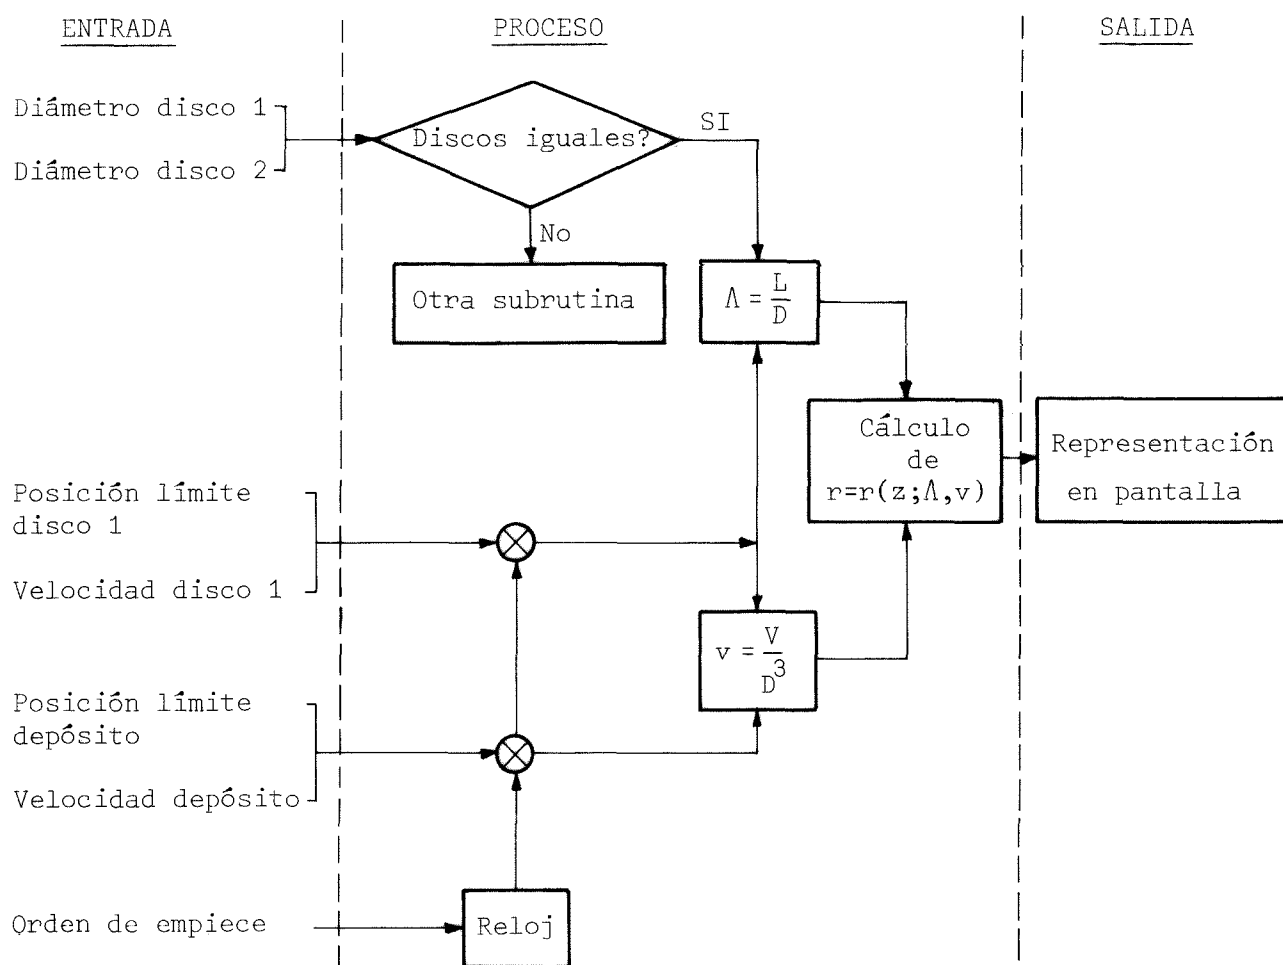 ENTRADA
PROCESO
SALIDA
Diámetro disco 1
Diámetro disco 2
Discos iguales?
SI
No
Otra subrutina
Λ = L/D
Cálculo
de
r=r(z;Λ,v)
Representación
en pantalla
Posición límite
disco 1
Velocidad disco 1
v = V/D³
Posición límite
depósito
Velocidad depósito
Orden de empiece
Reloj